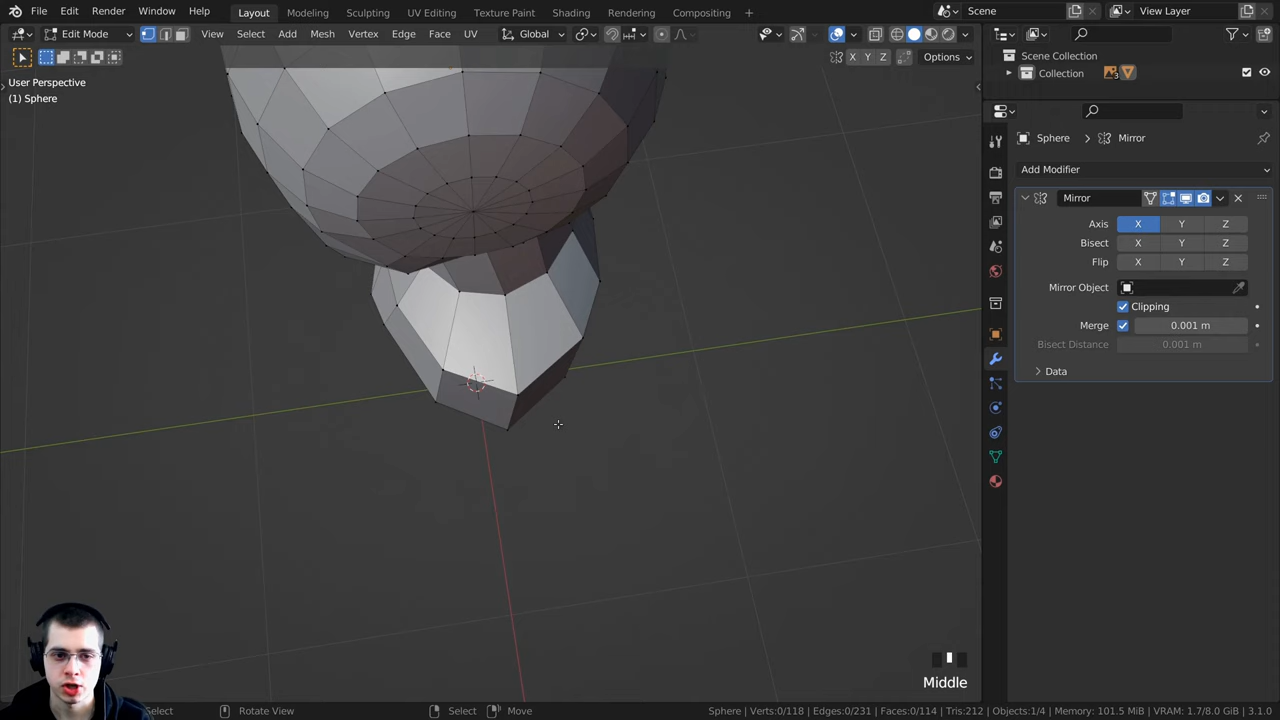 File Edit Render Window Help Layout Modeling Sculpting UV Editing Texture Paint Shading Rendering Compositing + Scene View Layer
Edit Mode View Select Add Mesh Vertex Edge Face UV Global
X Y Z Options
User Perspective
(1) Sphere
Scene Collection
Collection
Sphere > Mirror
Add Modifier
Mirror
Axis X Y Z
Bisect X Y Z
Flip X Y Z
Mirror Object
Clipping
Merge 0.001 m
Bisect Distance 0.001 m
Data
Middle
Select Rotate View Select Move Sphere | Verts:0/118 | Edges:0/231 | Faces:0/114 | Tris:212 | Objects:1/4 | Memory: 101.5 MiB | VRAM: 1.7/8.0 GiB | 3.1.0